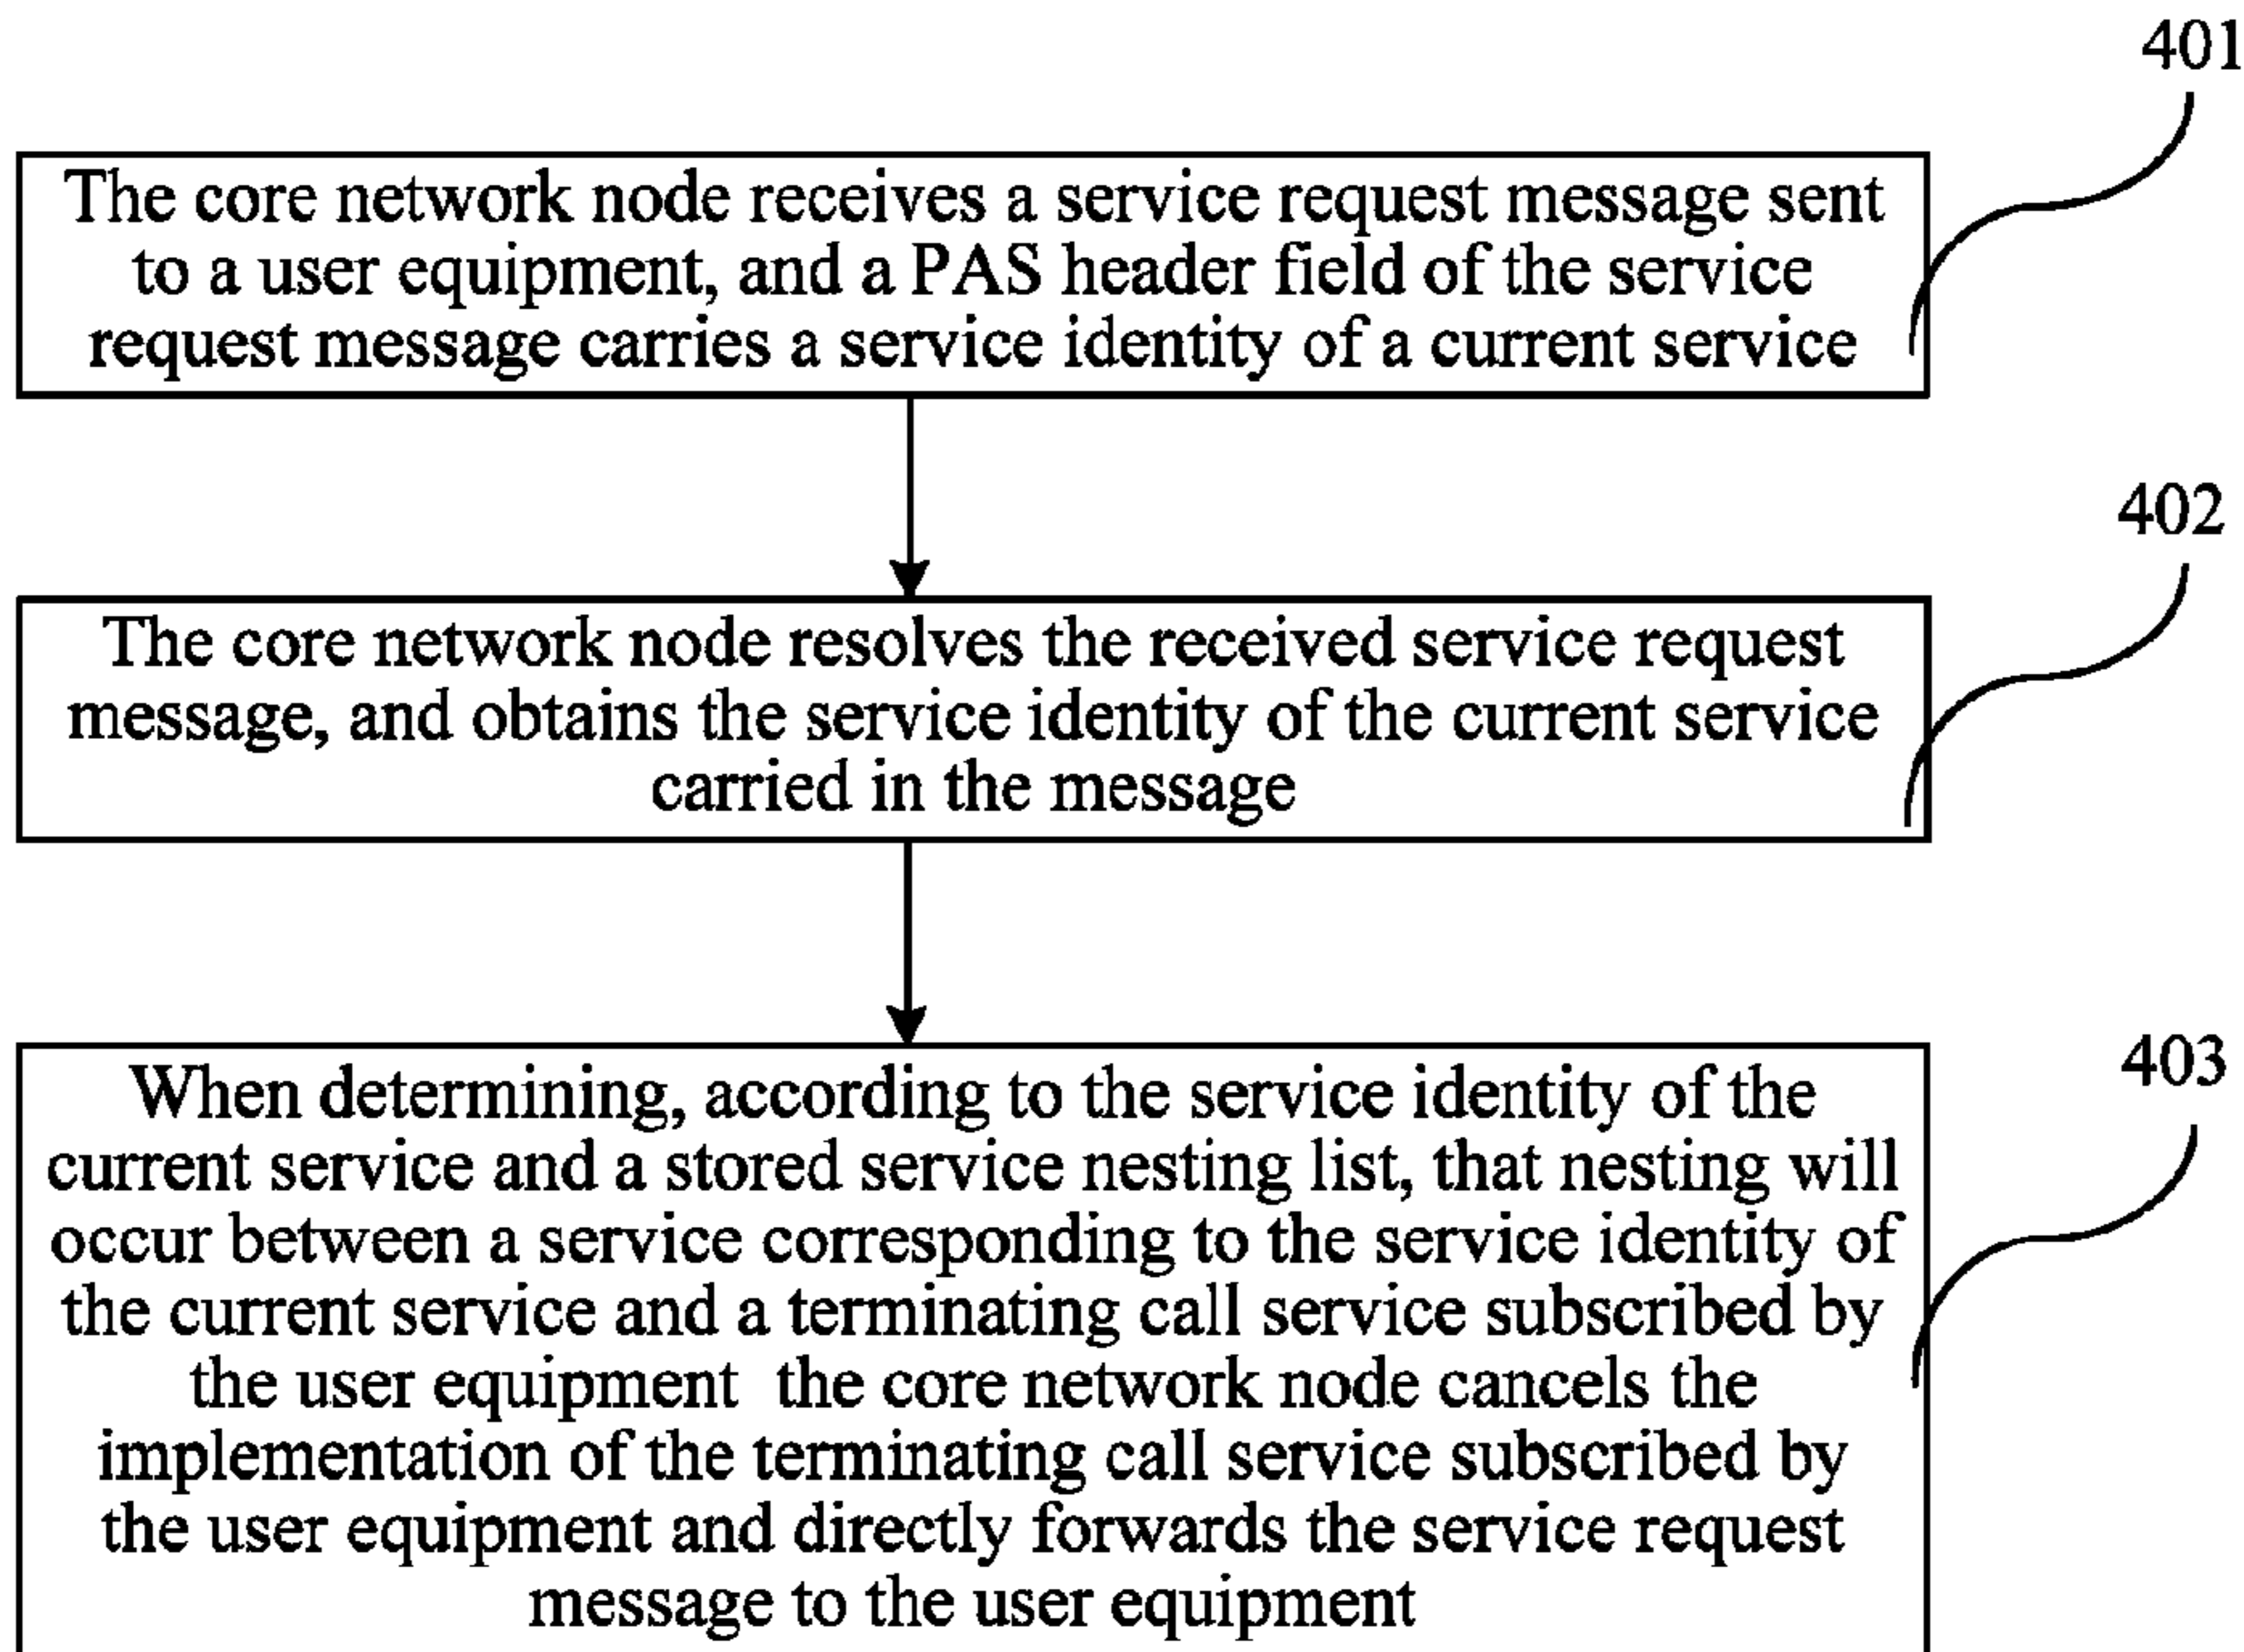 401
The core network node receives a service request message sent
to a user equipment, and a PAS header field of the service
request message carries a service identity of a current service
402
The core network node resolves the received service request
message, and obtains the service identity of the current service
carried in the message
403
When determining, according to the service identity of the
current service and a stored service nesting list, that nesting will
occur between a service corresponding to the service identity of
the current service and a terminating call service subscribed by
the user equipment the core network node cancels the
implementation of the terminating call service subscribed by
the user equipment and directly forwards the service request
message to the user equipment